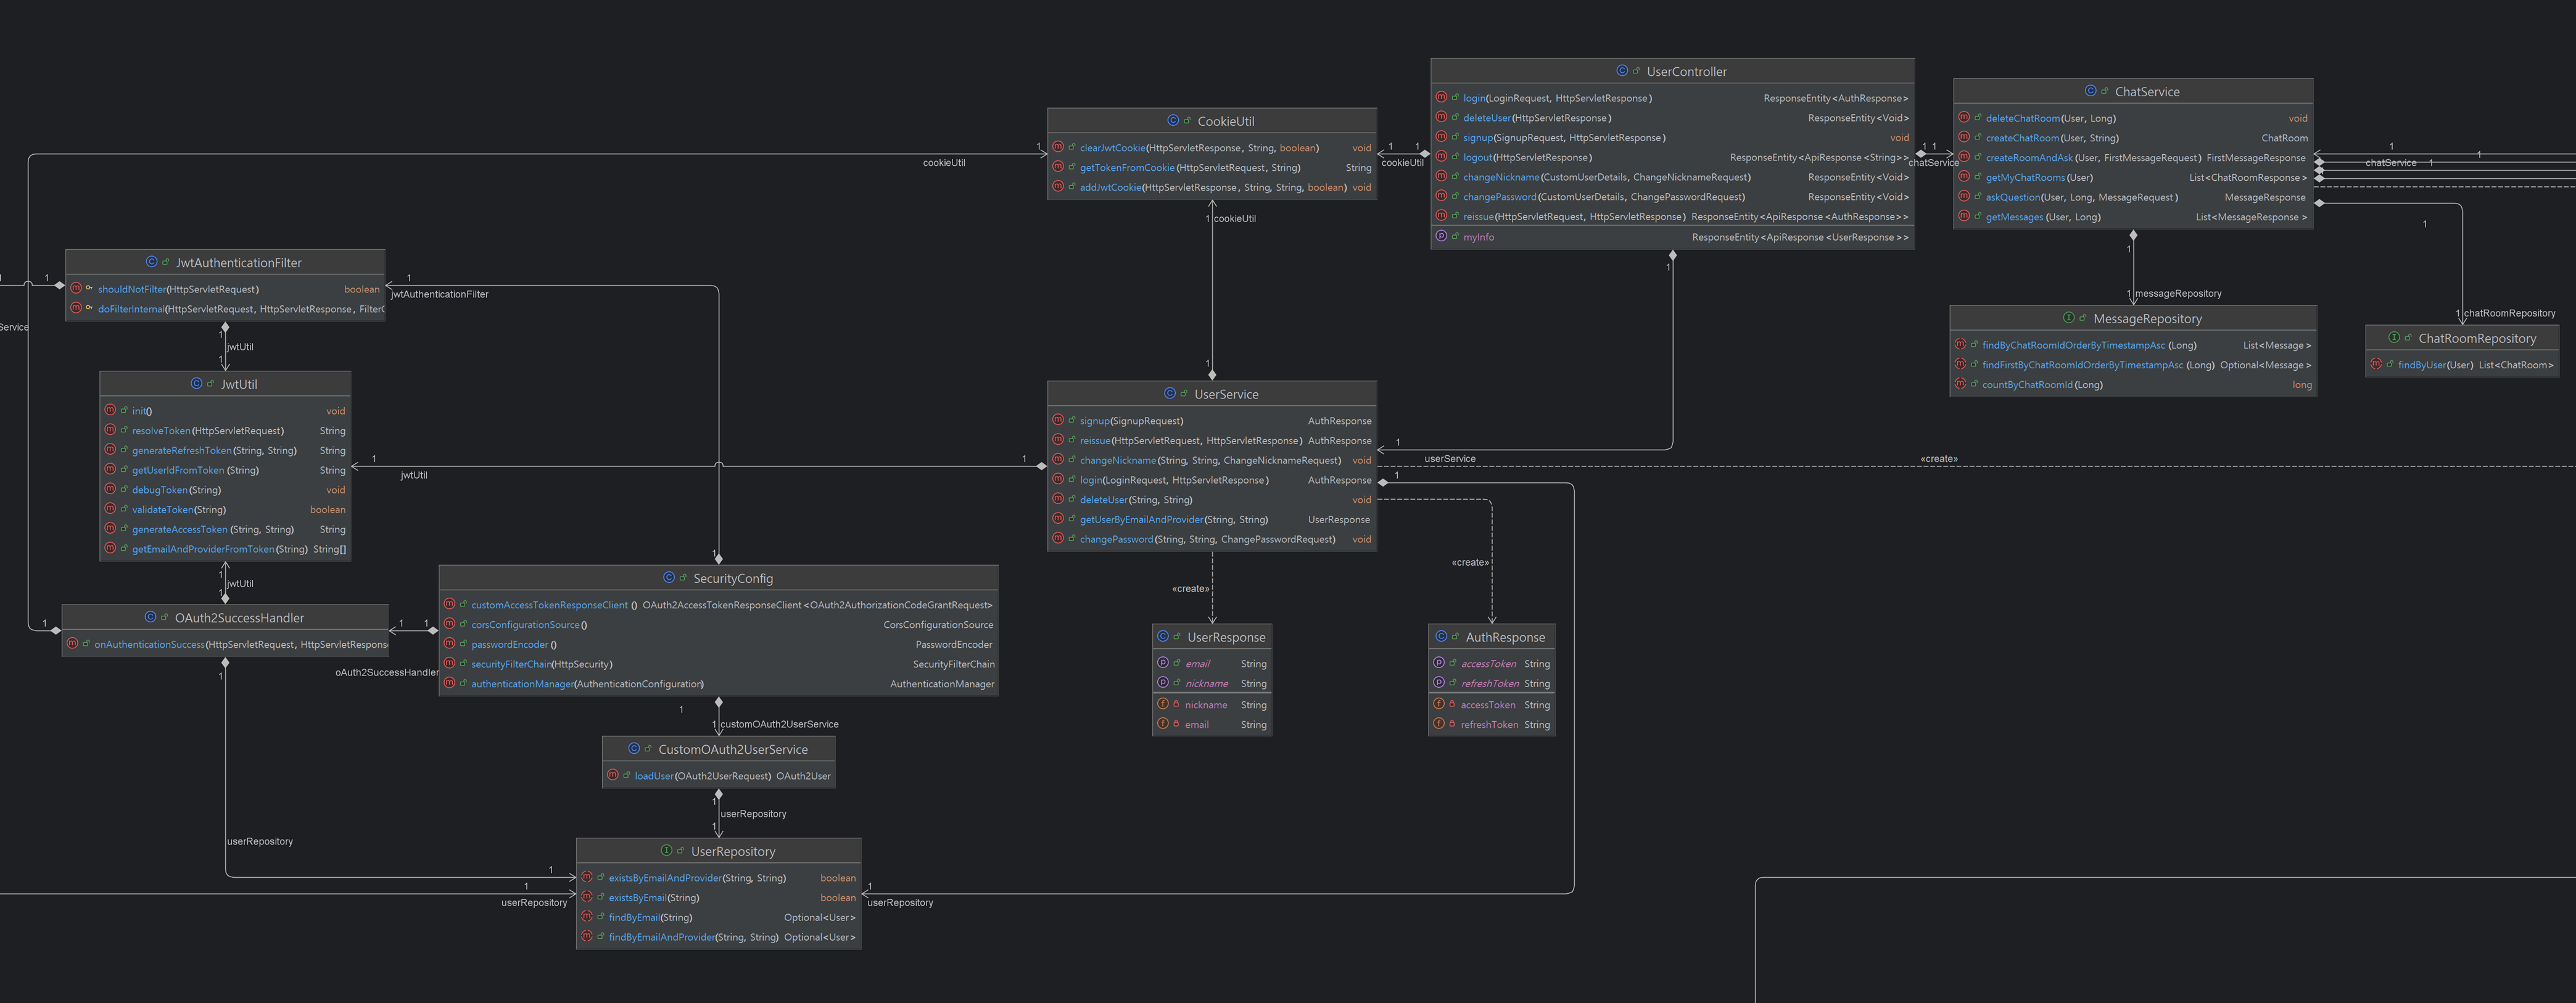 UserController
login(LoginRequest, HttpServletResponse) ResponseEntity<AuthResponse>
deleteUser(HttpServletResponse) ResponseEntity<Void>
signup(SignupRequest, HttpServletResponse) void
logout(HttpServletResponse) ResponseEntity<ApiResponse<String>>
changeNickname(CustomUserDetails, ChangeNicknameRequest) ResponseEntity<Void>
changePassword(CustomUserDetails, ChangePasswordRequest) ResponseEntity<Void>
reissue(HttpServletRequest, HttpServletResponse) ResponseEntity<ApiResponse<AuthResponse>>
myInfo ResponseEntity<ApiResponse<UserResponse>>
1 1
cookieUtil
1 1
chatService
1
ChatService
deleteChatRoom(User, Long) void
createChatRoom(User, String) ChatRoom
createRoomAndAsk(User, FirstMessageRequest) FirstMessageResponse
getMyChatRooms(User) List<ChatRoomResponse>
askQuestion(User, Long, MessageRequest) MessageResponse
getMessages(User, Long) List<MessageResponse>
1 1
chatService 1
1
1
1 messageRepository
1 chatRoomRepository
CookieUtil
clearJwtCookie(HttpServletResponse, String, boolean) void
getTokenFromCookie(HttpServletRequest, String) String
addJwtCookie(HttpServletResponse, String, String, boolean) void
1
cookieUtil
1 cookieUtil
1
MessageRepository
findByChatRoomIdOrderByTimestampAsc(Long) List<Message>
findFirstByChatRoomIdOrderByTimestampAsc(Long) Optional<Message>
countByChatRoomId(Long) long
ChatRoomRepository
findByUser(User) List<ChatRoom>
1 1
Service
JwtAuthenticationFilter
shouldNotFilter(HttpServletRequest) boolean
doFilterInternal(HttpServletRequest, HttpServletResponse, FilterC
1
jwtAuthenticationFilter
1
jwtUtil
1
JwtUtil
init() void
resolveToken(HttpServletRequest) String
generateRefreshToken(String, String) String
getUserIdFromToken(String) String
debugToken(String) void
validateToken(String) boolean
generateAccessToken(String, String) String
getEmailAndProviderFromToken(String) String[]
1 1
jwtUtil
UserService
signup(SignupRequest) AuthResponse
reissue(HttpServletRequest, HttpServletResponse) AuthResponse
changeNickname(String, String, ChangeNicknameRequest) void
login(LoginRequest, HttpServletResponse) AuthResponse
deleteUser(String, String) void
getUserByEmailAndProvider(String, String) UserResponse
changePassword(String, String, ChangePasswordRequest) void
1
userService
«create»
1
«create»
«create»
1
jwtUtil
1
1
OAuth2SuccessHandler
onAuthenticationSuccess(HttpServletRequest, HttpServletRespons
1
1 1
oAuth2SuccessHandler
1
SecurityConfig
customAccessTokenResponseClient() OAuth2AccessTokenResponseClient<OAuth2AuthorizationCodeGrantRequest>
corsConfigurationSource() CorsConfigurationSource
passwordEncoder() PasswordEncoder
securityFilterChain(HttpSecurity) SecurityFilterChain
authenticationManager(AuthenticationConfiguration) AuthenticationManager
UserResponse
email String
nickname String
nickname String
email String
AuthResponse
accessToken String
refreshToken String
accessToken String
refreshToken String
1
1 customOAuth2UserService
CustomOAuth2UserService
loadUser(OAuth2UserRequest) OAuth2User
1
userRepository
1
userRepository
1
1
userRepository
UserRepository
existsByEmailAndProvider(String, String) boolean
existsByEmail(String) boolean
findByEmail(String) Optional<User>
findByEmailAndProvider(String, String) Optional<User>
1
userRepository